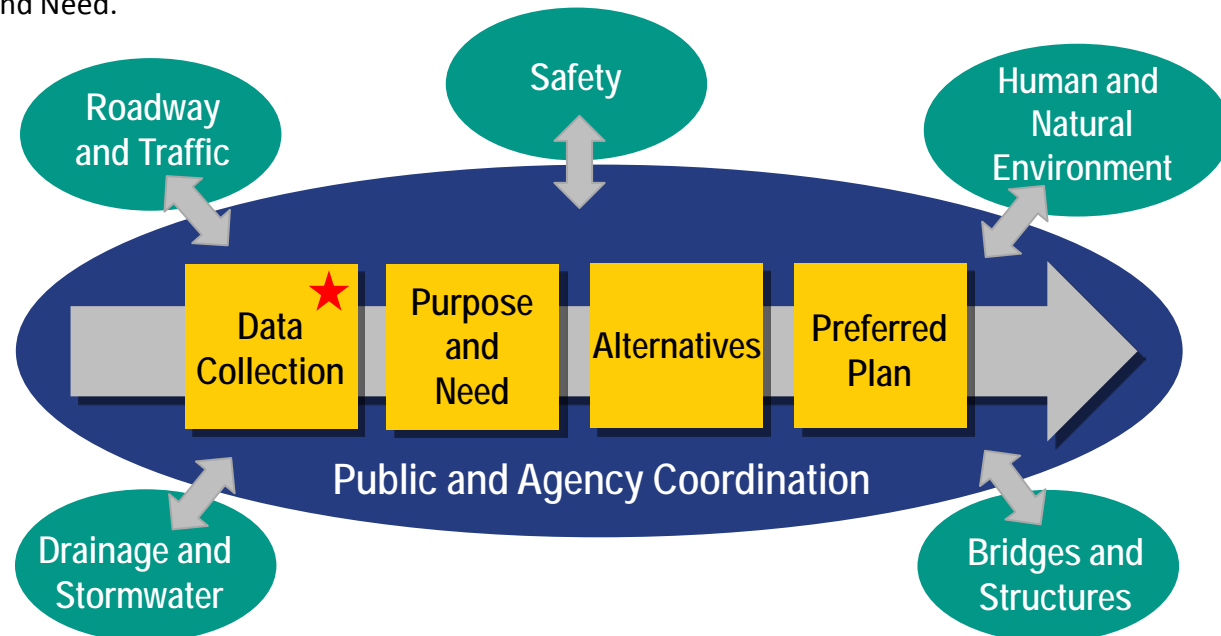 nd Need.
Safety
Roadway
and Traffic
Human and
Natural
Environment
Data
Collection
Purpose
and
Need
Alternatives
Preferred
Plan
Public and Agency Coordination
Drainage and
Stormwater
Bridges and
Structures